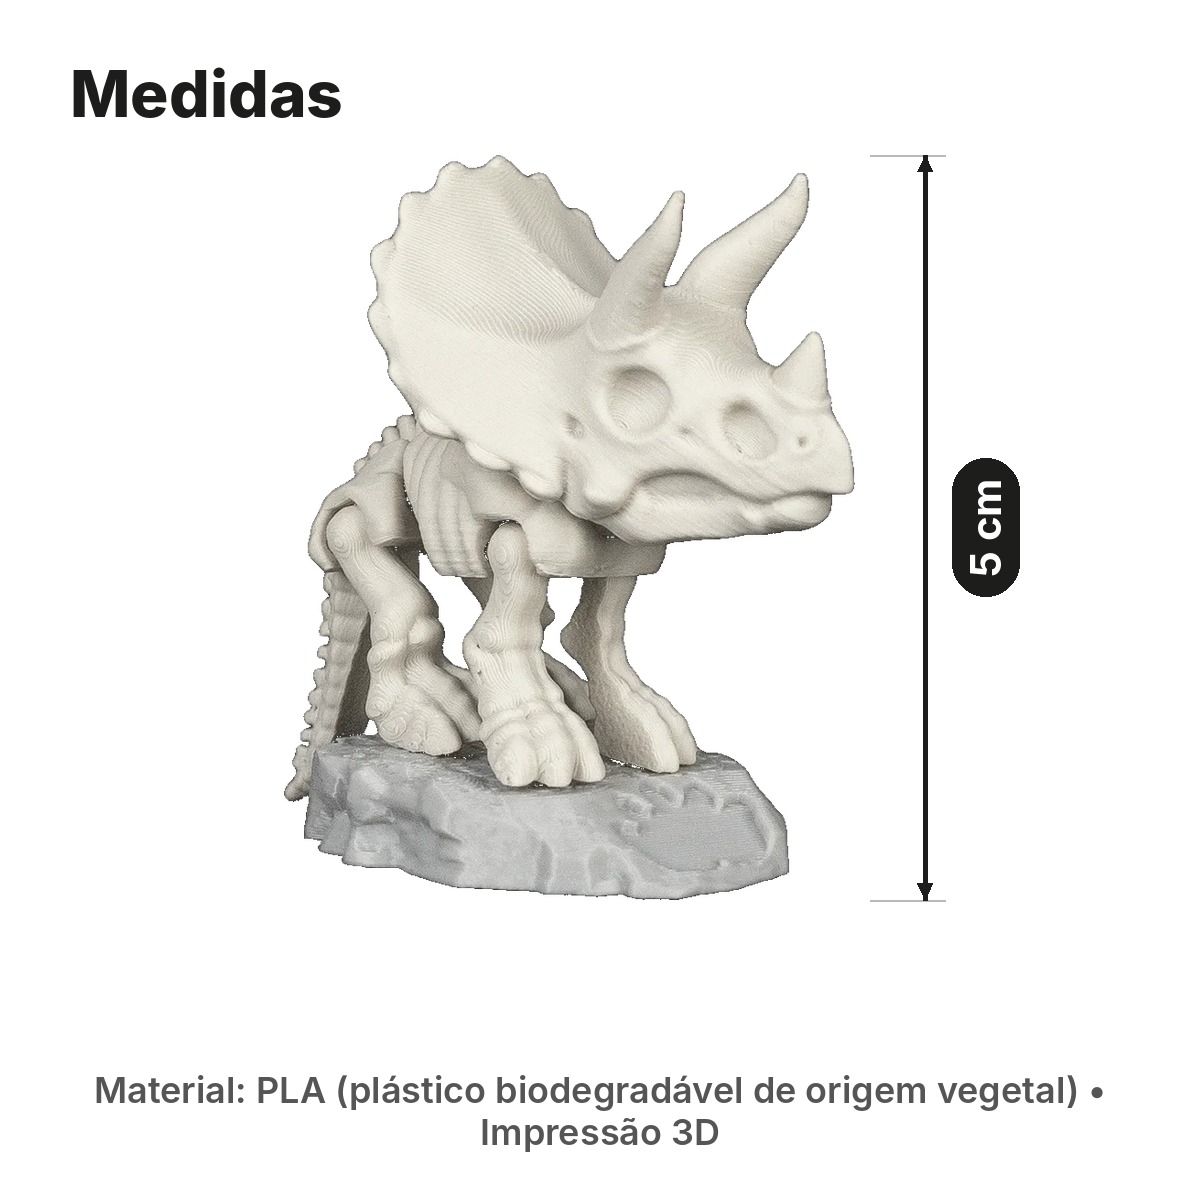 Medidas
5 cm
Material: PLA (plástico biodegradável de origem vegetal) •
Impressão 3D